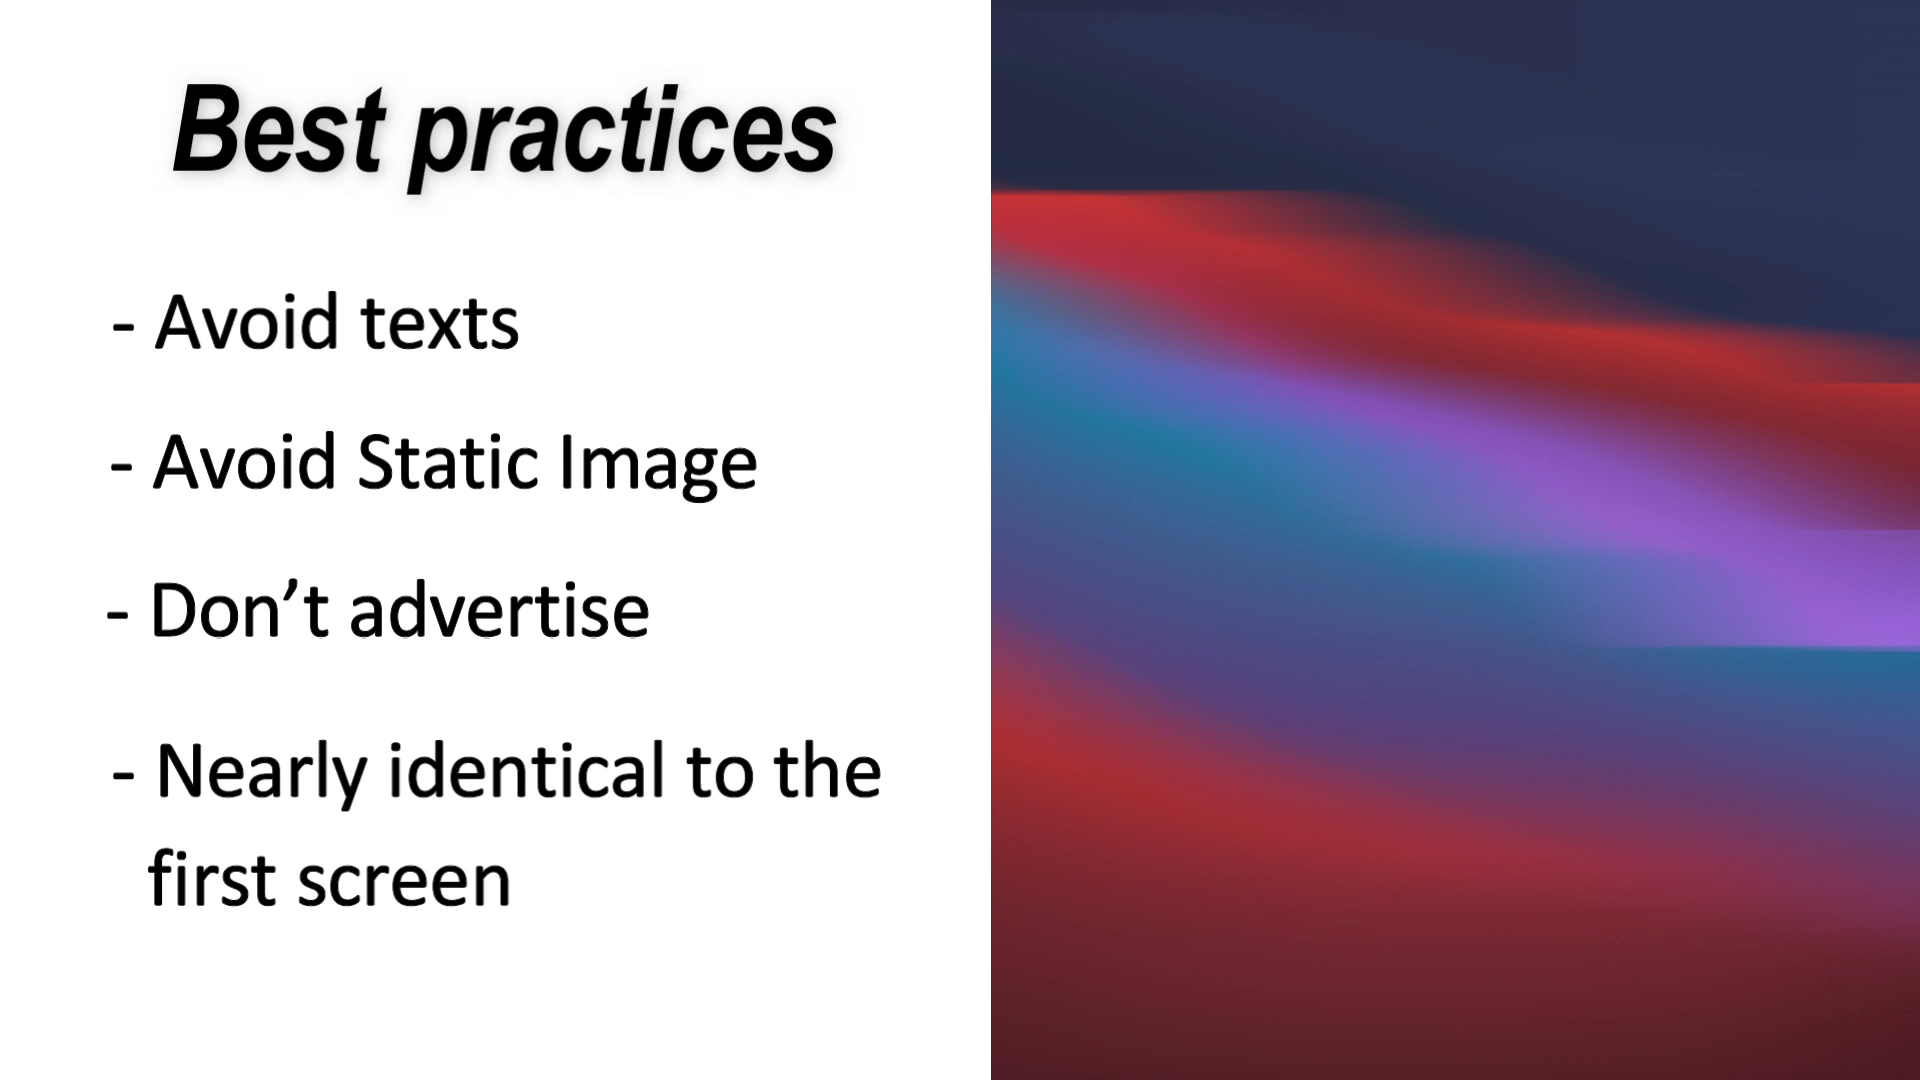 Best practices
- Avoid texts
- Avoid Static Image
- Don’t advertise
- Nearly identical to the
first screen